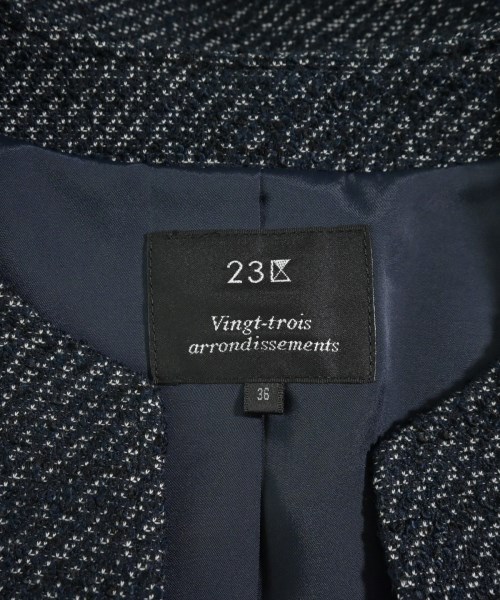 23区
Vingt-trois
arrondissements
36